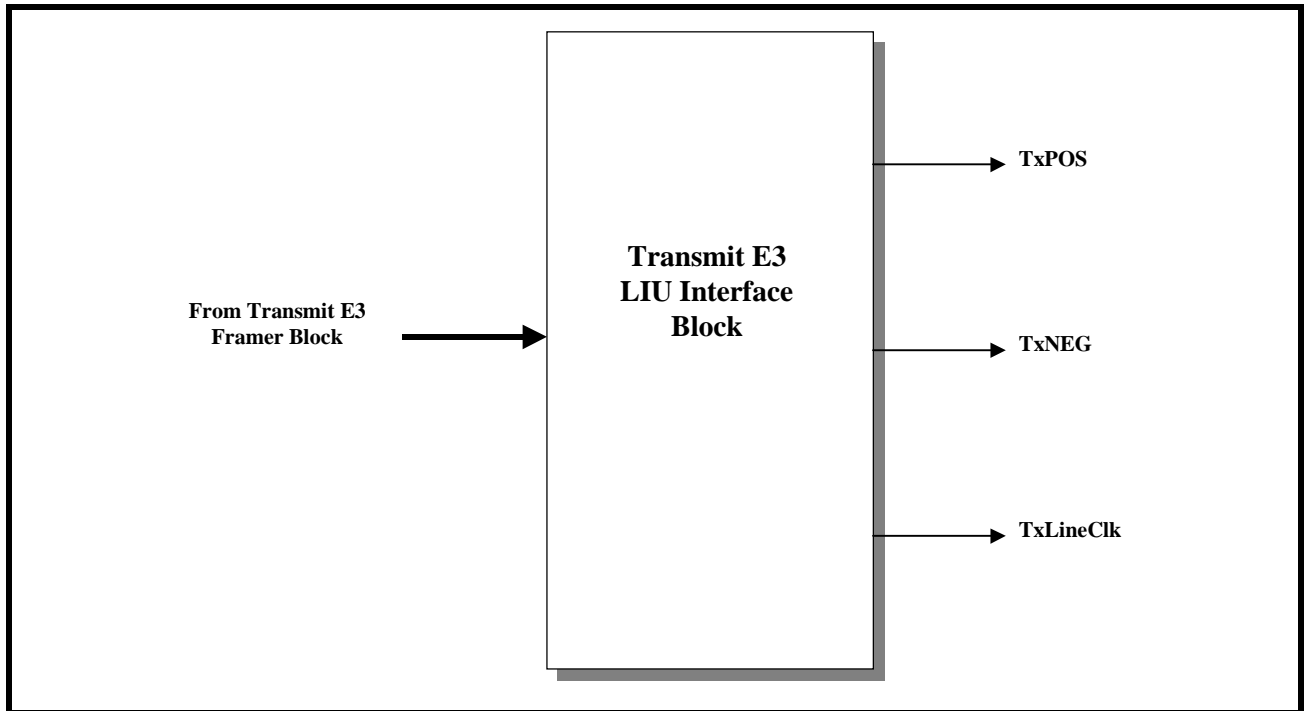 From Transmit E3
Framer Block
Transmit E3
LIU Interface
Block
TxPOS
TxNEG
TxLineClk